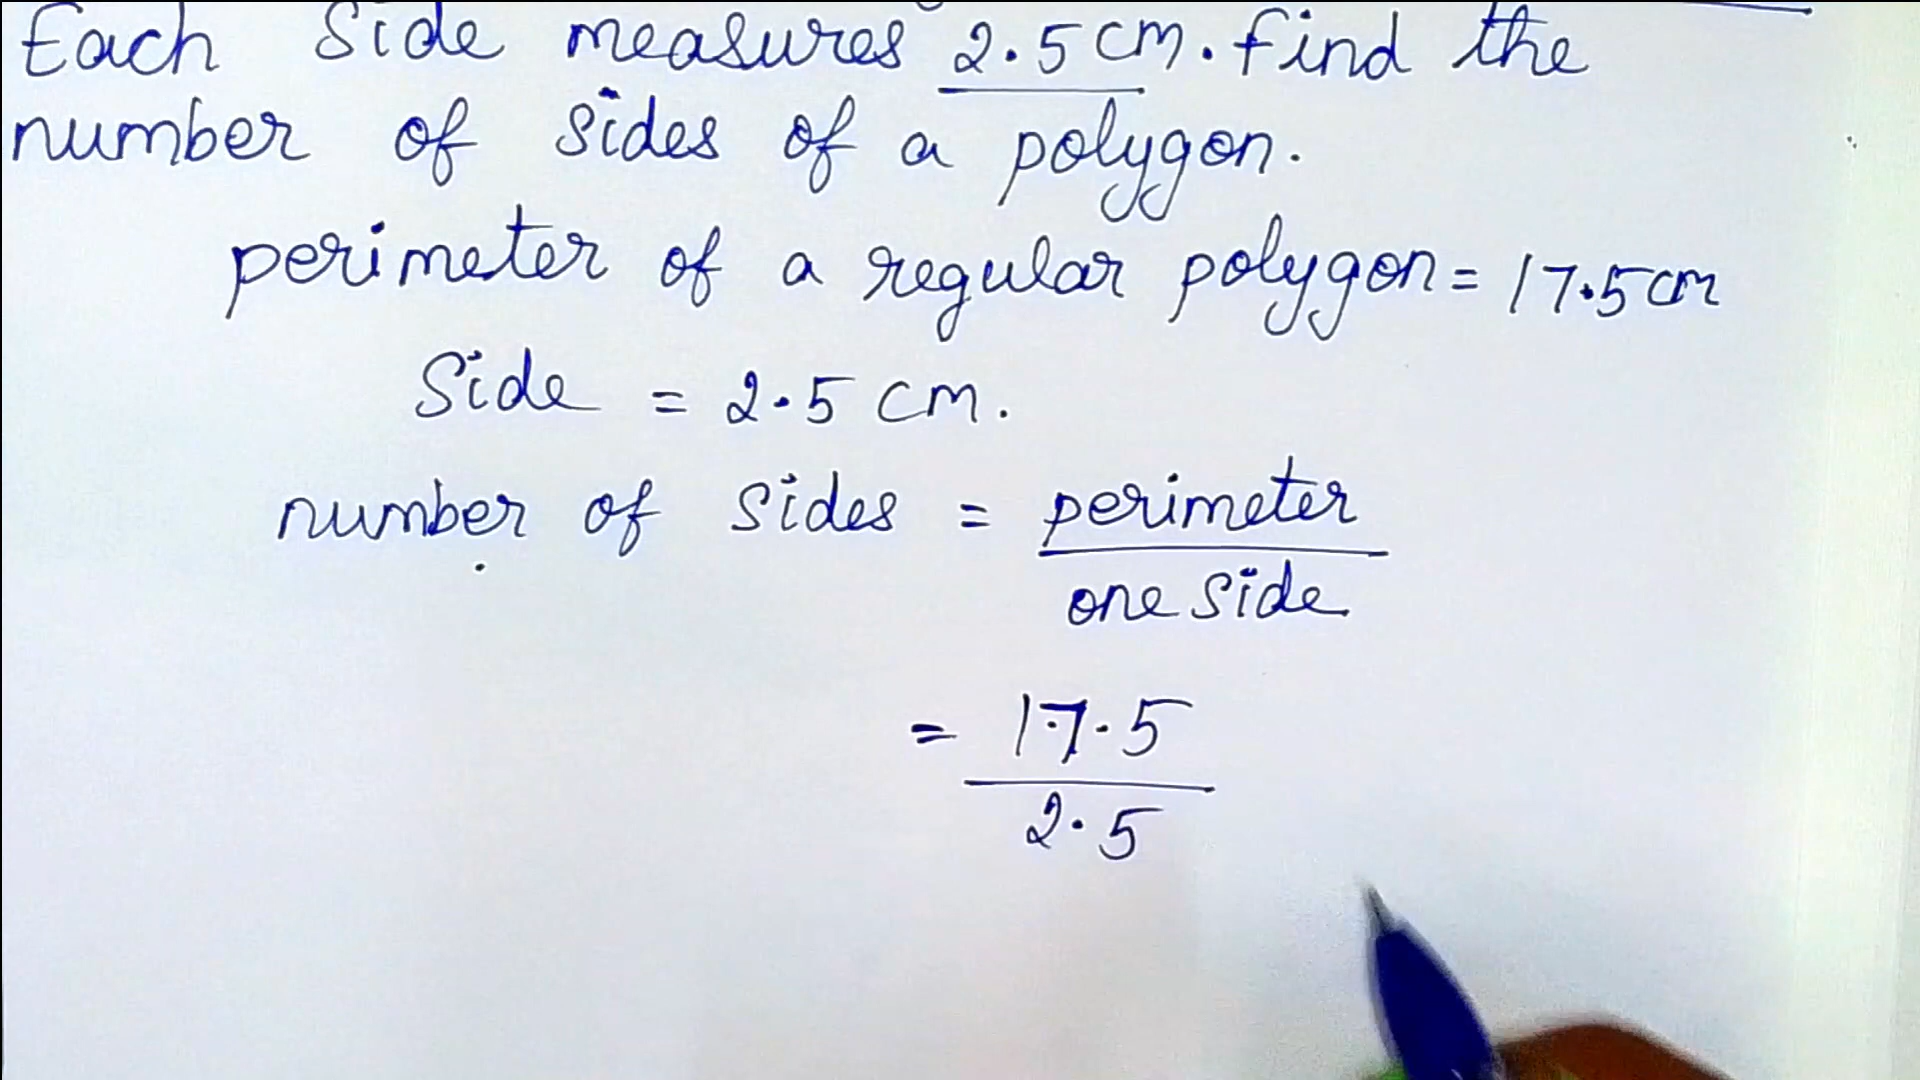 Each Side measures 2.5 cm. find the
number of sides of a polygon.
perimeter of a regular polygon = 17.5 cm
Side = 2.5 cm.
number of sides = perimeter
one side
= 17.5
2.5